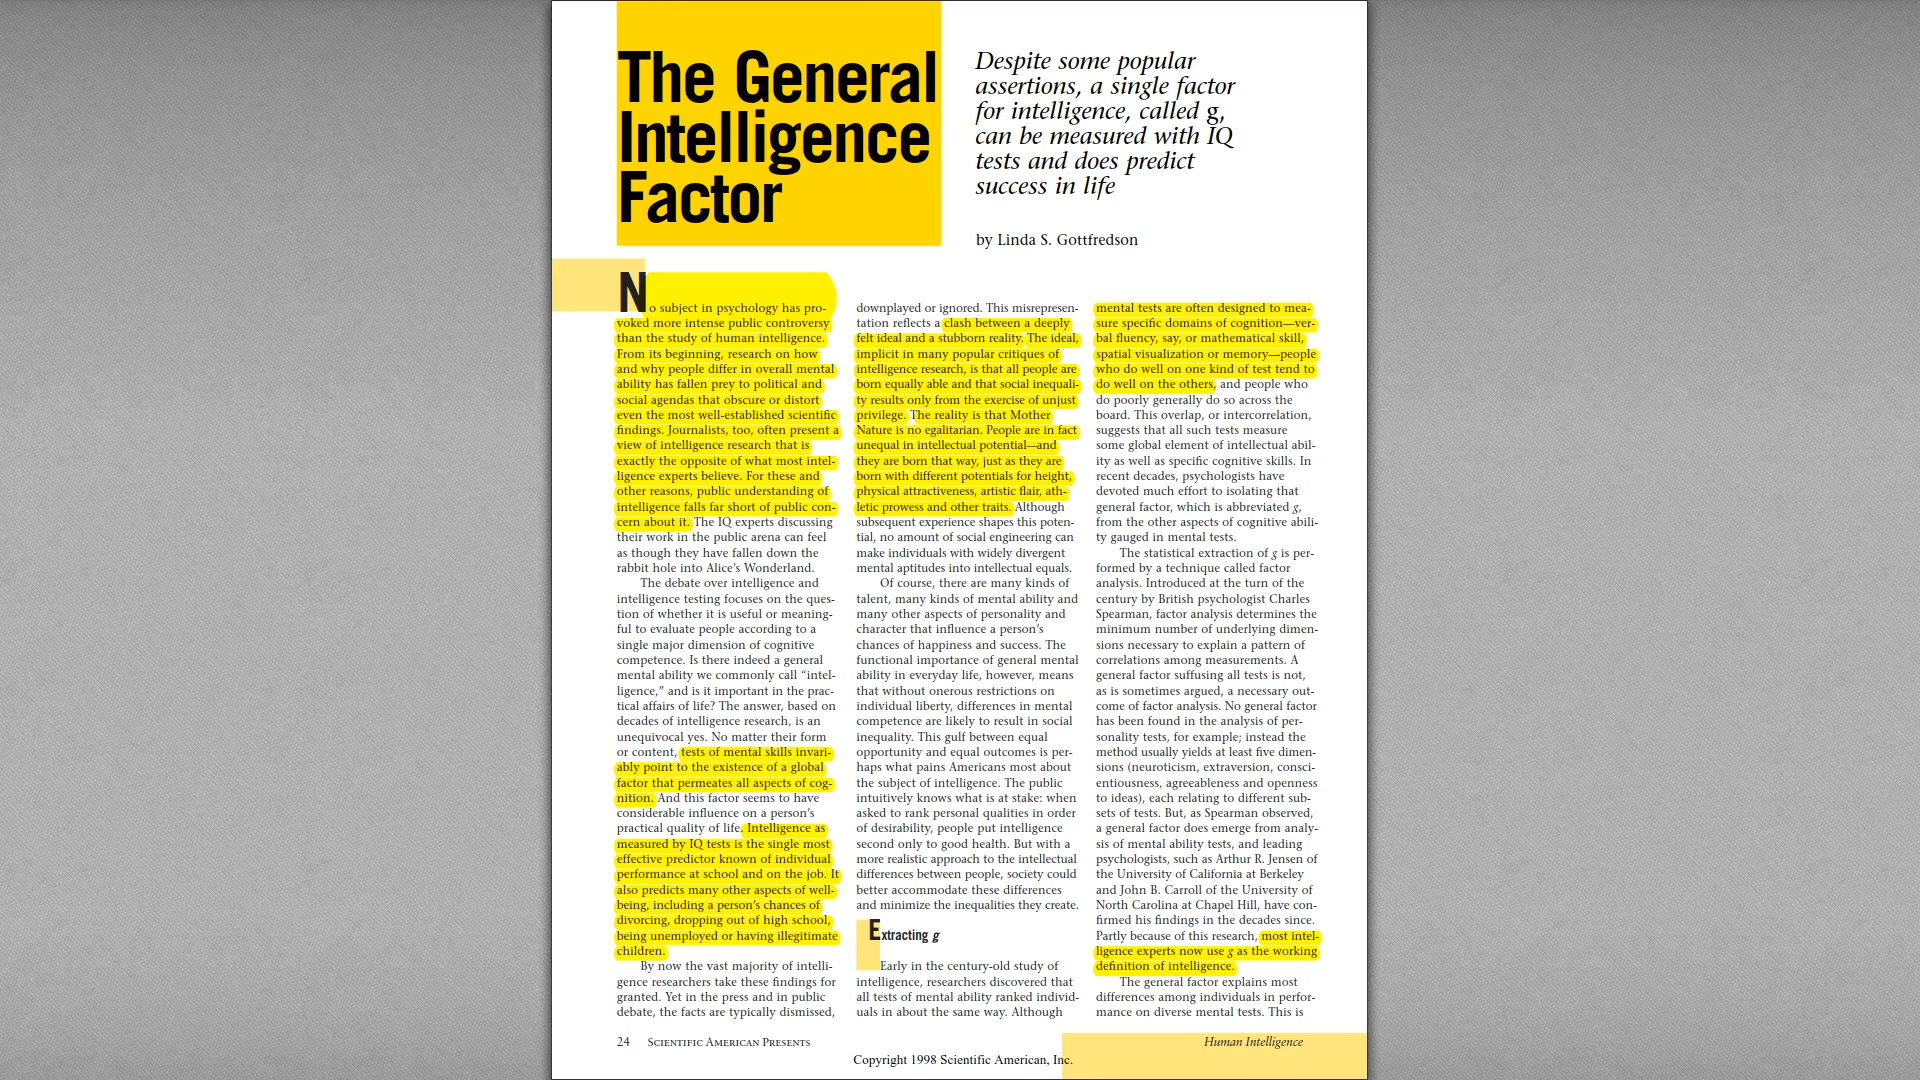 The General
Intelligence
Factor
Despite some popular
assertions, a single factor
for intelligence, called g,
can be measured with IQ
tests and does predict
success in life
by Linda S. Gottfredson
No subject in psychology has pro-
voked more intense public controversy
than the study of human intelligence.
From its beginning, research on how
and why people differ in overall mental
ability has fallen prey to political and
social agendas that obscure or distort
even the most well-established scientific
findings. Journalists, too, often present a
view of intelligence research that is
exactly the opposite of what most intel-
ligence experts believe. For these and
other reasons, public understanding of
intelligence falls far short of public con-
cern about it. The IQ experts discussing
their work in the public arena can feel
as though they have fallen down the
rabbit hole into Alice's Wonderland.
The debate over intelligence and
intelligence testing focuses on the ques-
tion of whether it is useful or meaning-
ful to evaluate people according to a
single major dimension of cognitive
competence. Is there indeed a general
mental ability we commonly call “intel-
ligence,” and is it important in the prac-
tical affairs of life? The answer, based on
decades of intelligence research, is an
unequivocal yes. No matter their form
or content, tests of mental skills invari-
ably point to the existence of a global
factor that permeates all aspects of cog-
nition. And this factor seems to have
considerable influence on a person's
practical quality of life. Intelligence as
measured by IQ tests is the single most
effective predictor known of individual
performance at school and on the job. It
also predicts many other aspects of well-
being, including a person's chances of
divorcing, dropping out of high school,
being unemployed or having illegitimate
children.
By now the vast majority of intelli-
gence researchers take these findings for
granted. Yet in the press and in public
debate, the facts are typically dismissed,
downplayed or ignored. This misrepresen-
tation reflects a clash between a deeply
felt ideal and a stubborn reality. The ideal,
implicit in many popular critiques of
intelligence research, is that all people are
born equally able and that social inequali-
ty results only from the exercise of unjust
privilege. The reality is that Mother
Nature is no egalitarian. People are in fact
unequal in intellectual potential—and
they are born that way, just as they are
born with different potentials for height,
physical attractiveness, artistic flair, ath-
letic prowess and other traits. Although
subsequent experience shapes this poten-
tial, no amount of social engineering can
make individuals with widely divergent
mental aptitudes into intellectual equals.
Of course, there are many kinds of
talent, many kinds of mental ability and
many other aspects of personality and
character that influence a person's
chances of happiness and success. The
functional importance of general mental
ability in everyday life, however, means
that without onerous restrictions on
individual liberty, differences in mental
competence are likely to result in social
inequality. This gulf between equal
opportunity and equal outcomes is per-
haps what pains Americans most about
the subject of intelligence. The public
intuitively knows what is at stake: when
asked to rank personal qualities in order
of desirability, people put intelligence
second only to good health. But with a
more realistic approach to the intellectual
differences between people, society could
better accommodate these differences
and minimize the inequalities they create.
Extracting g
Early in the century-old study of
intelligence, researchers discovered that
all tests of mental ability ranked individ-
uals in about the same way. Although
mental tests are often designed to mea-
sure specific domains of cognition—ver-
bal fluency, say, or mathematical skill,
spatial visualization or memory—people
who do well on one kind of test tend to
do well on the others, and people who
do poorly generally do so across the
board. This overlap, or intercorrelation,
suggests that all such tests measure
some global element of intellectual abil-
ity as well as specific cognitive skills. In
recent decades, psychologists have
devoted much effort to isolating that
general factor, which is abbreviated g,
from the other aspects of cognitive abili-
ty gauged in mental tests.
The statistical extraction of g is per-
formed by a technique called factor
analysis. Introduced at the turn of the
century by British psychologist Charles
Spearman, factor analysis determines the
minimum number of underlying dimen-
sions necessary to explain a pattern of
correlations among measurements. A
general factor suffusing all tests is not,
as is sometimes argued, a necessary out-
come of factor analysis. No general factor
has been found in the analysis of per-
sonality tests, for example; instead the
method usually yields at least five dimen-
sions (neuroticism, extraversion, consci-
entiousness, agreeableness and openness
to ideas), each relating to different sub-
sets of tests. But, as Spearman observed,
a general factor does emerge from analy-
sis of mental ability tests, and leading
psychologists, such as Arthur R. Jensen of
the University of California at Berkeley
and John B. Carroll of the University of
North Carolina at Chapel Hill, have con-
firmed his findings in the decades since.
Partly because of this research, most intel-
ligence experts now use g as the working
definition of intelligence.
The general factor explains most
differences among individuals in perfor-
mance on diverse mental tests. This is
24 Scientific American Presents
Human Intelligence
Copyright 1998 Scientific American, Inc.